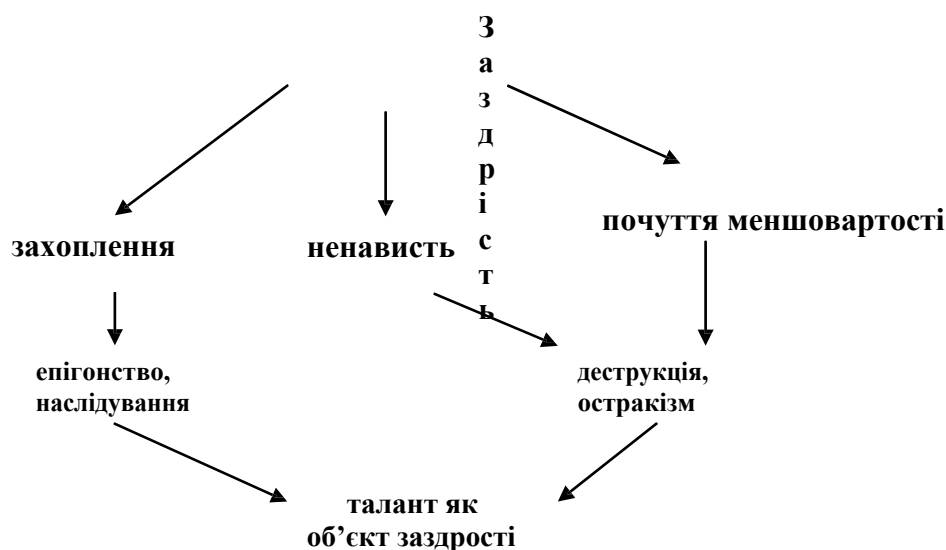 Заздрість
захоплення
ненависть
почуття меншовартості
епігонство,
наслідування
деструкція,
остракізм
талант як
об’єкт заздрості